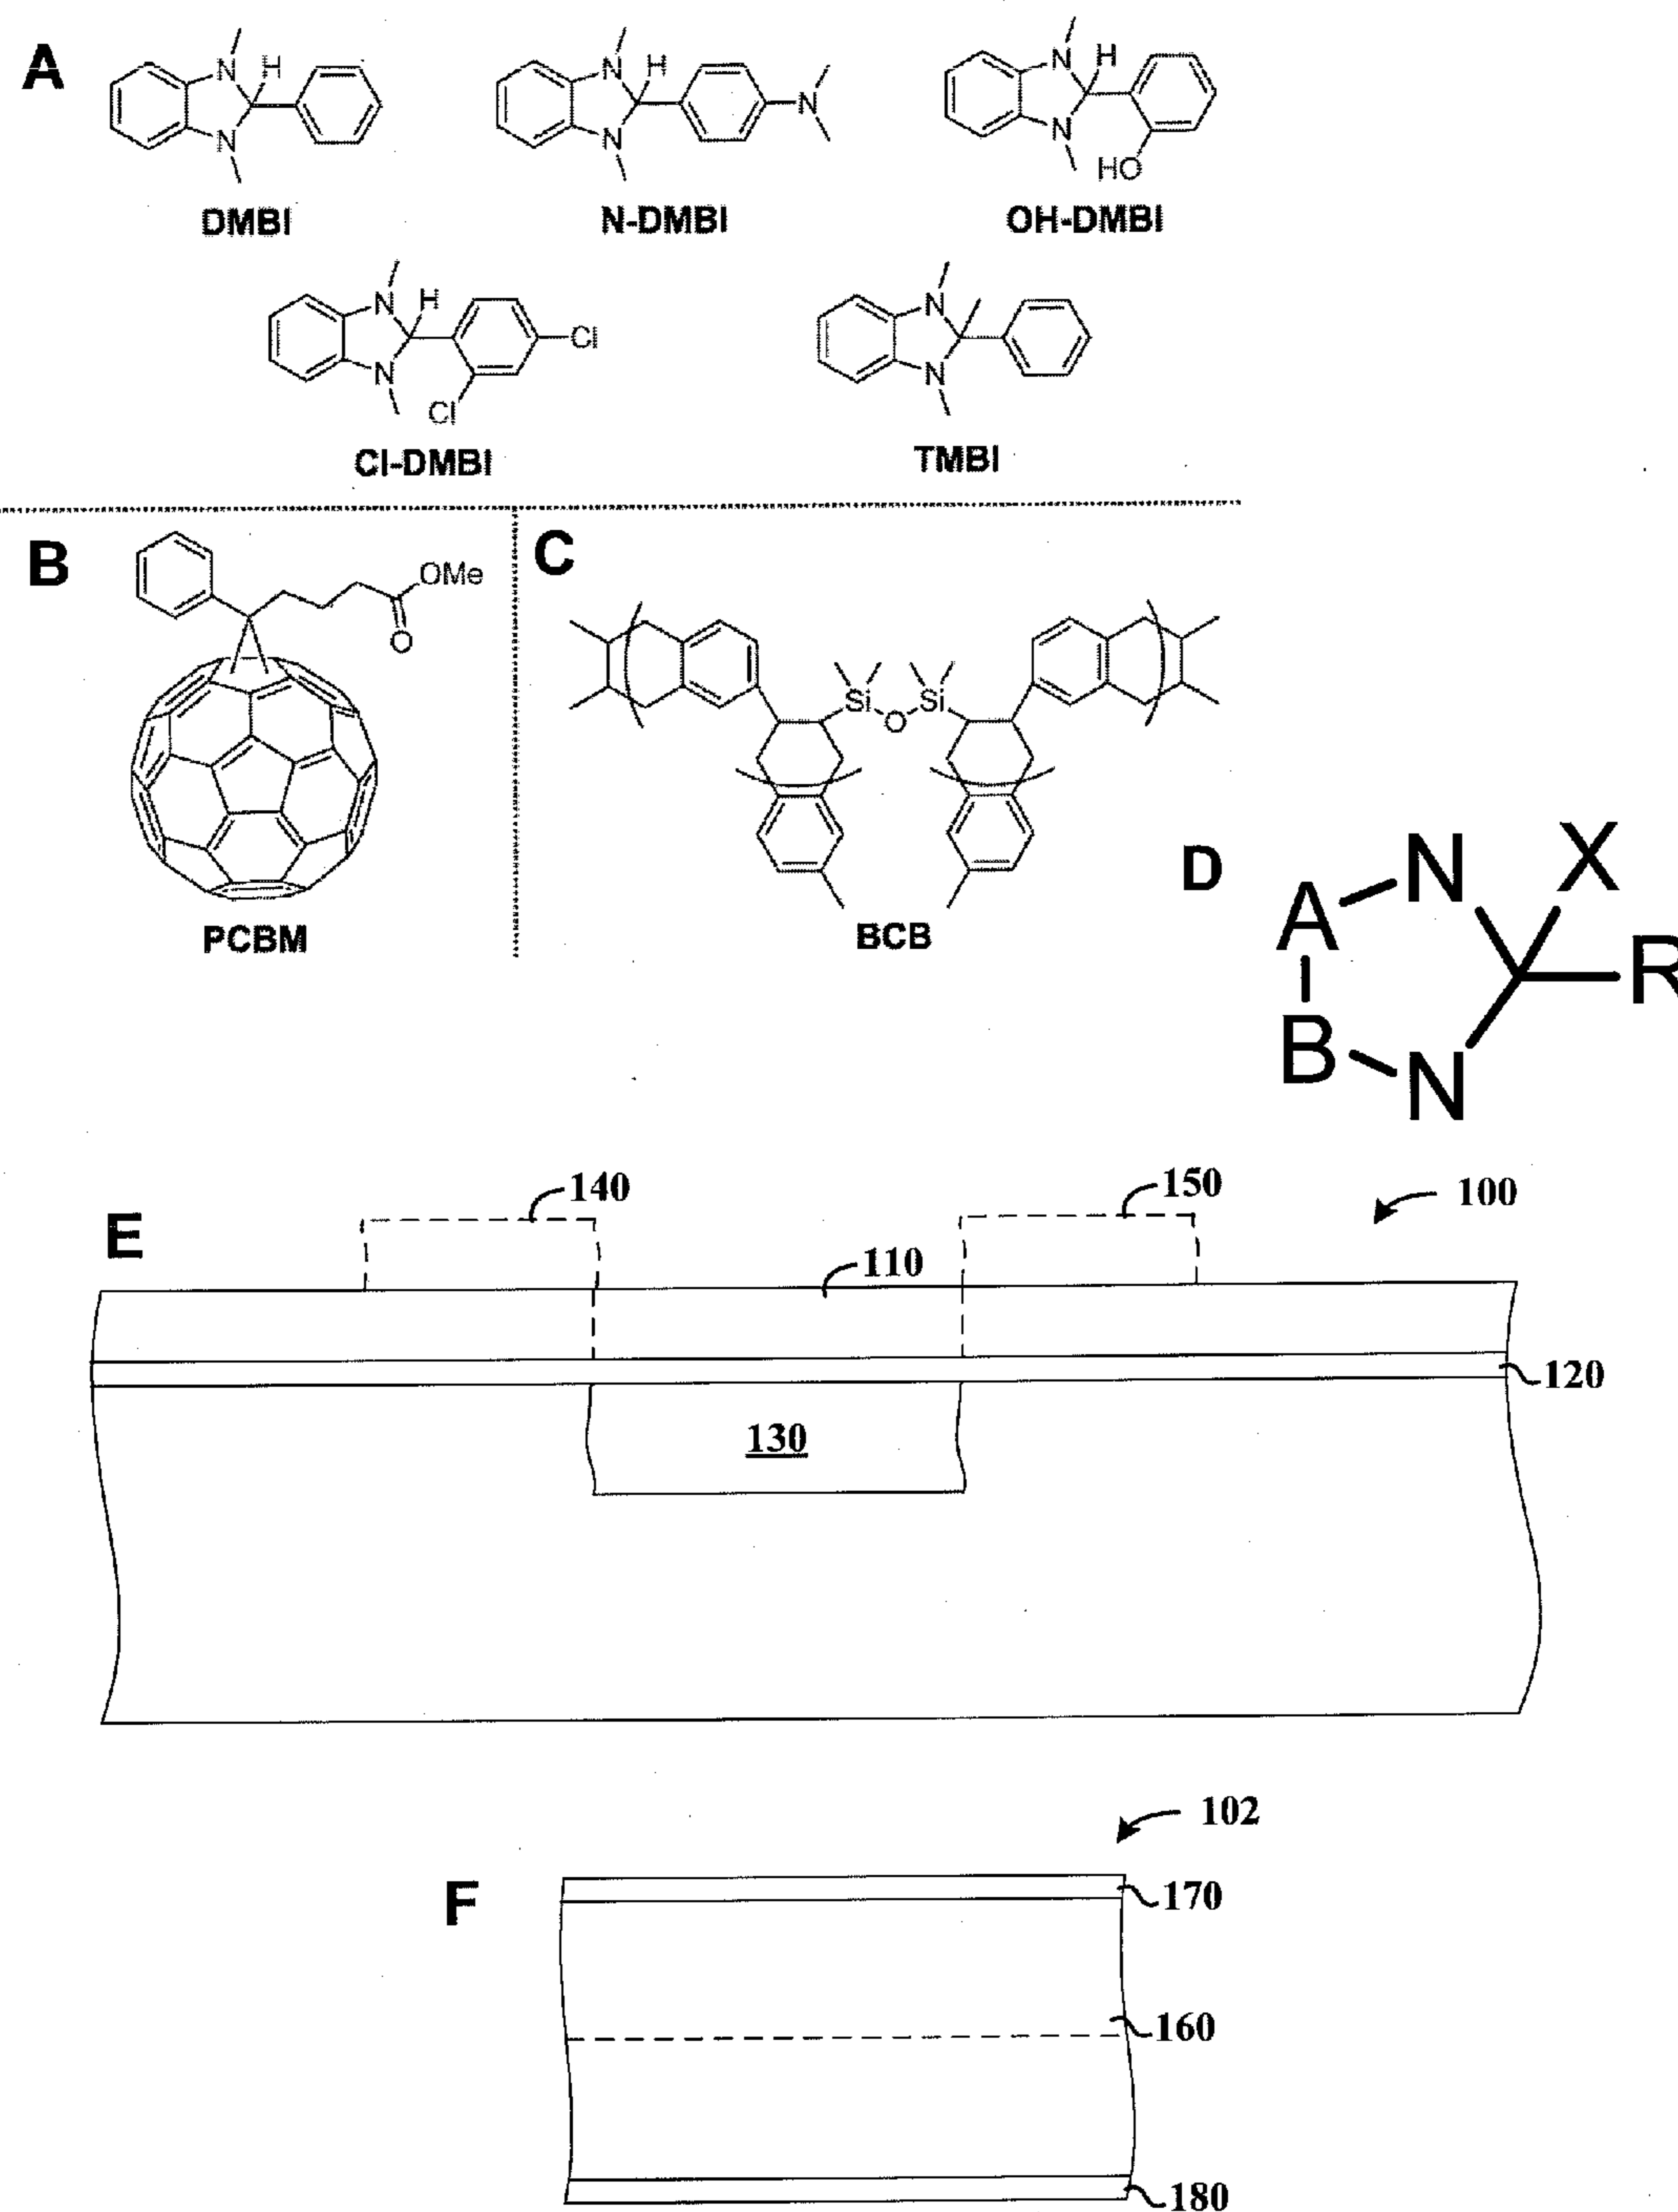 A
N
H
N
DMBI
N
H
N
N
N-DMBI
N
H
N
HO
OH-DMBI
N
H
N
Cl
Cl
Cl-DMBI
N
N
TMBI
B
OMe
O
PCBM
C
Si
O
Si
BCB
D
N
X
A
R
B
N
E
140
150
100
110
120
130
102
F
170
160
180